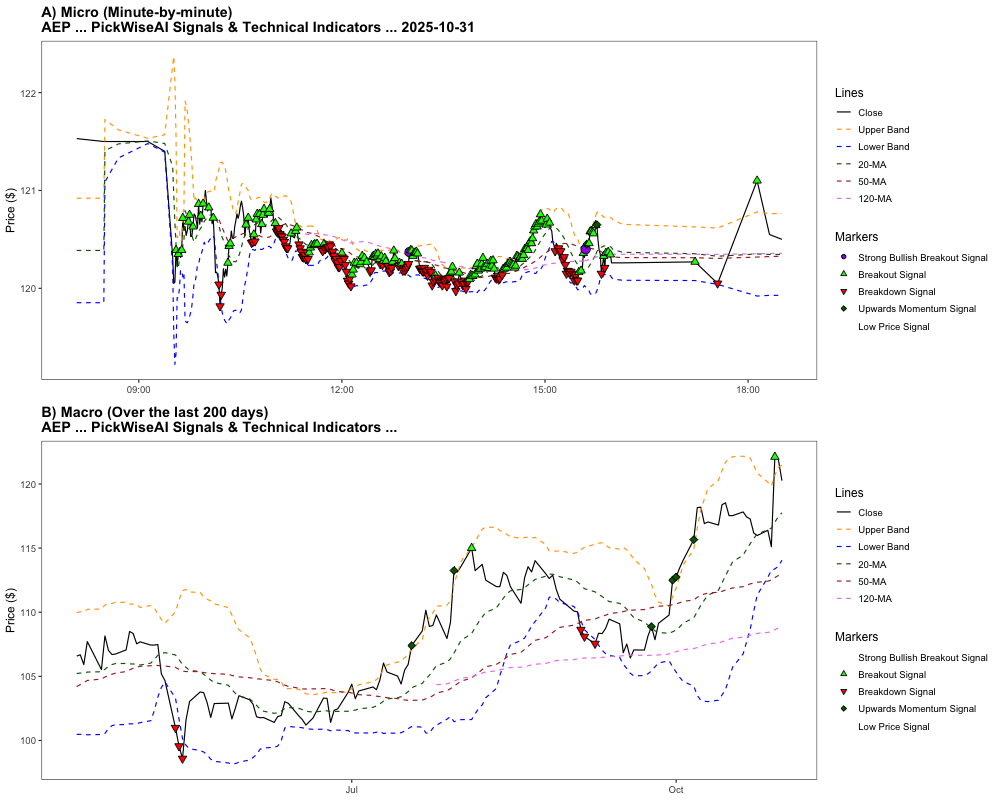 A) Micro (Minute-by-minute)
AEP ... PickWiseAI Signals & Technical Indicators ... 2025-10-31
Price ($)
122
121
120
09:00
12:00
15:00
18:00
Lines
Close
Upper Band
Lower Band
20-MA
50-MA
120-MA
Markers
Strong Bullish Breakout Signal
Breakout Signal
Breakdown Signal
Upwards Momentum Signal
Low Price Signal
B) Macro (Over the last 200 days)
AEP ... PickWiseAI Signals & Technical Indicators ...
Price ($)
120
115
110
105
100
Jul
Oct
Lines
Close
Upper Band
Lower Band
20-MA
50-MA
120-MA
Markers
Strong Bullish Breakout Signal
Breakout Signal
Breakdown Signal
Upwards Momentum Signal
Low Price Signal